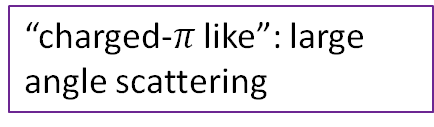 “charged-𝜋 like”: large
angle scattering